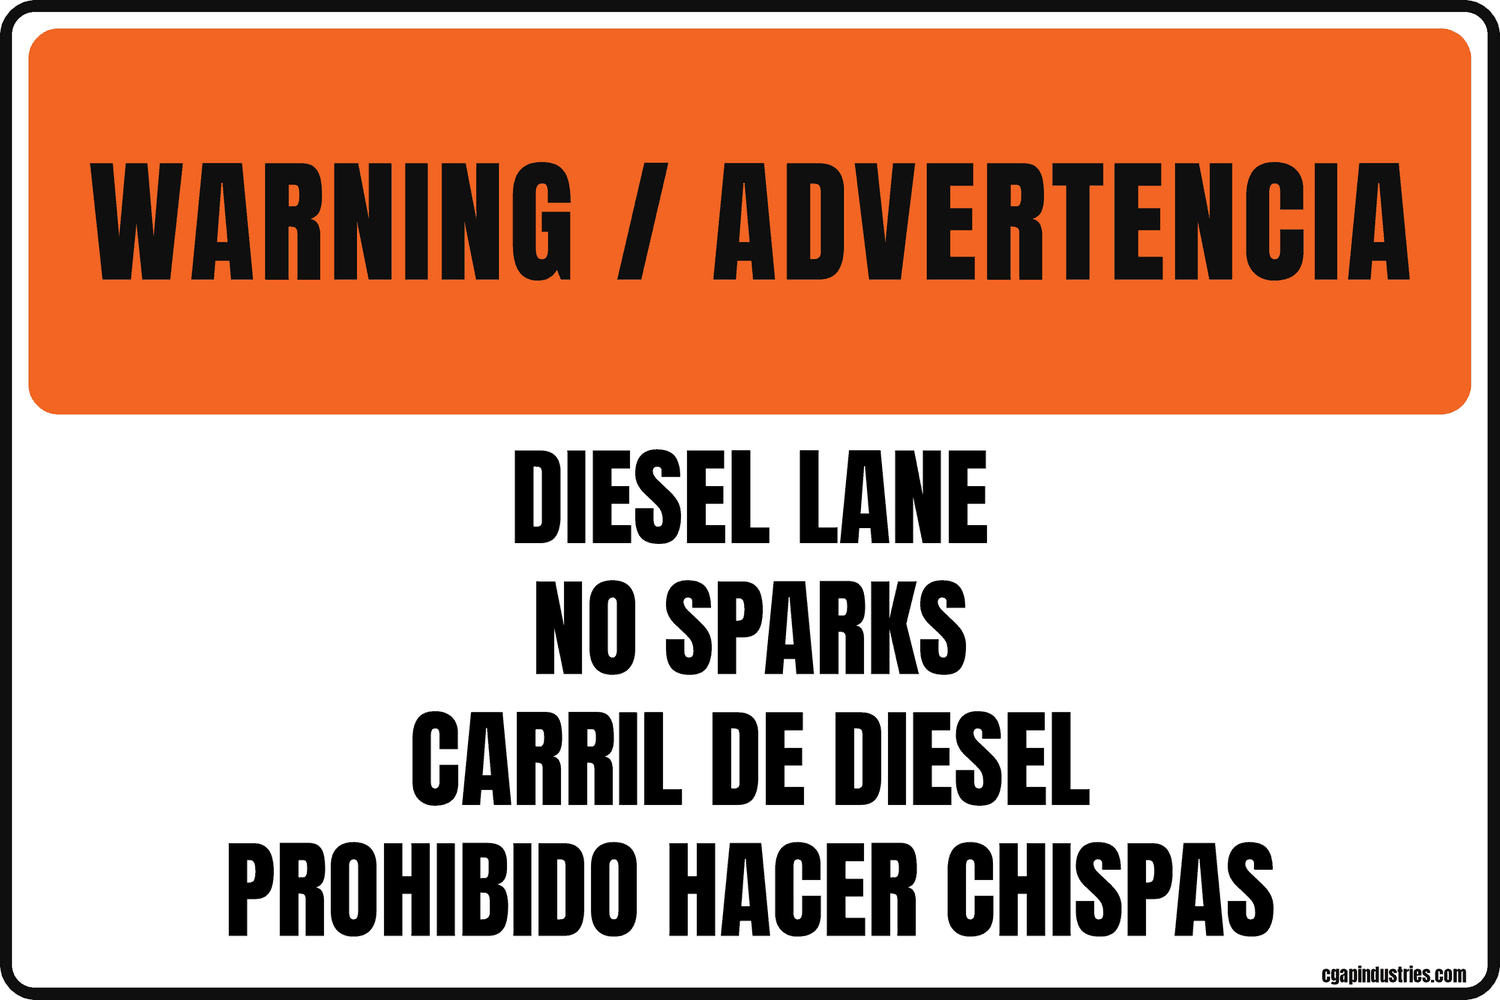 WARNING / ADVERTENCIA
DIESEL LANE
NO SPARKS
CARRIL DE DIESEL
PROHIBIDO HACER CHISPAS
cgapindustries.com